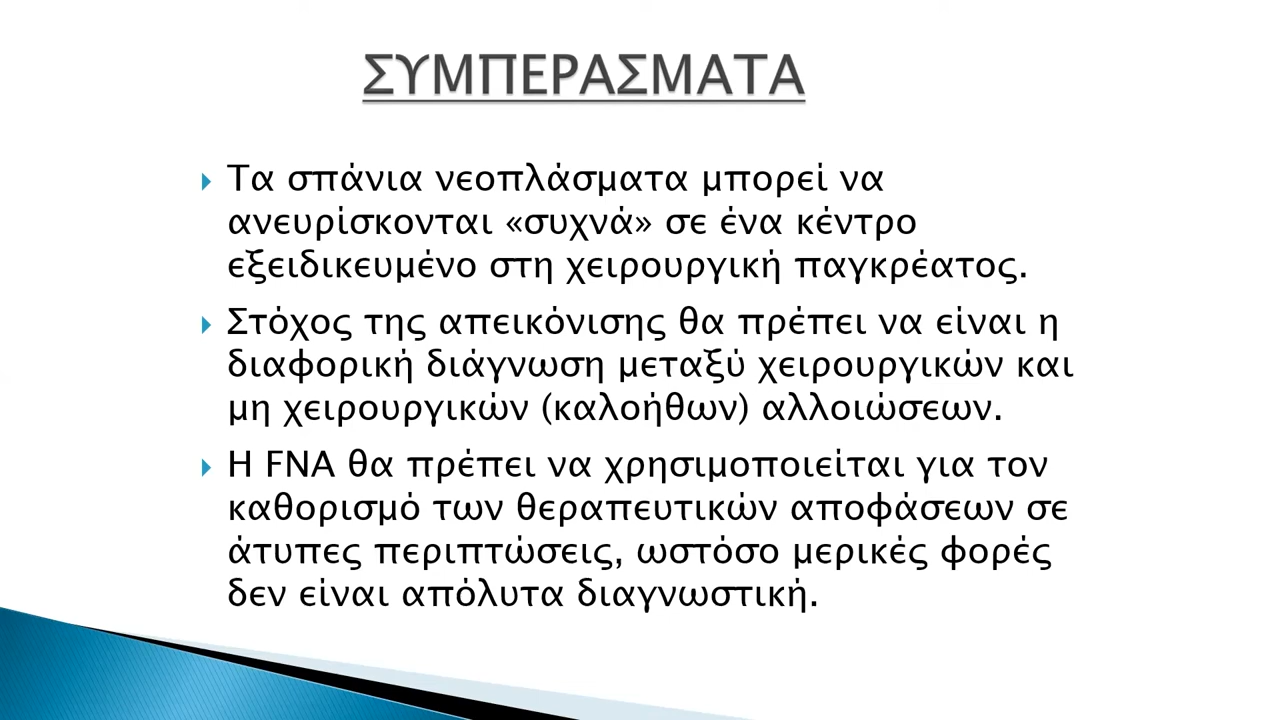 ΣΥΜΠΕΡΑΣΜΑΤΑ
Τα σπάνια νεοπλάσματα μπορεί να
ανευρίσκονται «συχνά» σε ένα κέντρο
εξειδικευμένο στη χειρουργική παγκρέατος.
Στόχος της απεικόνισης θα πρέπει να είναι η
διαφορική διάγνωση μεταξύ χειρουργικών και
μη χειρουργικών (καλοήθων) αλλοιώσεων.
Η FNA θα πρέπει να χρησιμοποιείται για τον
καθορισμό των θεραπευτικών αποφάσεων σε
άτυπες περιπτώσεις, ωστόσο μερικές φορές
δεν είναι απόλυτα διαγνωστική.